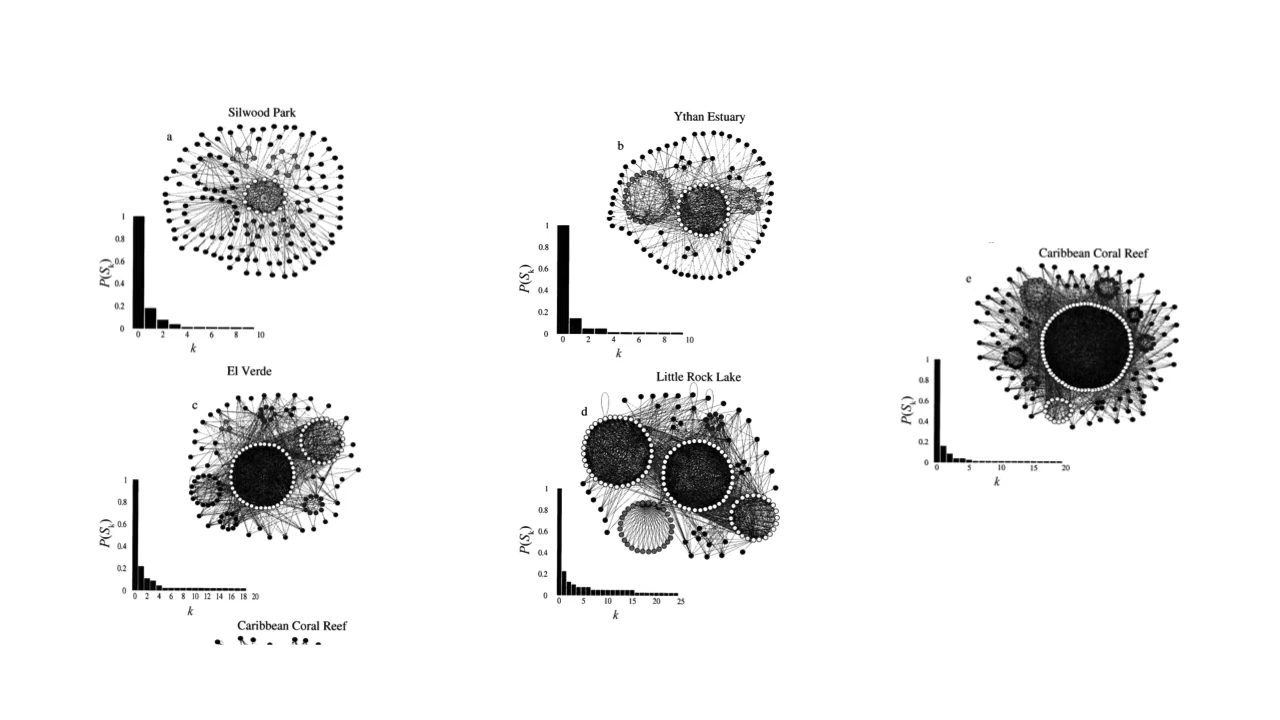 Silwood Park
a
1
0.8
0.6
0.4
0.2
0
P(Sk)
0 2 4 6 8 10
k
Ythan Estuary
b
1
0.8
0.6
0.4
0.2
0
P(Sk)
0 2 4 6 8 10
k
El Verde
c
1
0.8
0.6
0.4
0.2
0
P(Sk)
0 2 4 6 8 10 12 14 16 18 20
k
Little Rock Lake
d
1
0.8
0.6
0.4
0.2
0
P(Sk)
0 5 10 15 20 25
k
Caribbean Coral Reef
Caribbean Coral Reef
e
1
0.8
0.6
0.4
0.2
0
P(Sk)
0 5 10 15 20
k